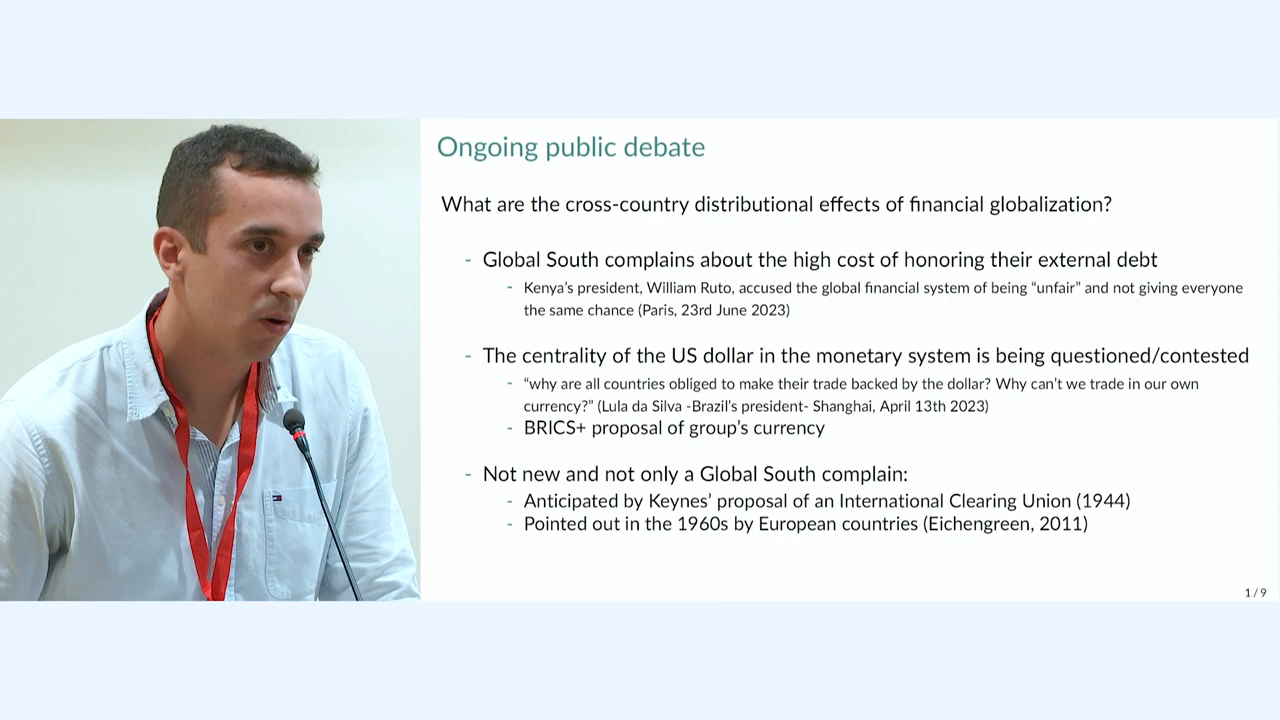 Ongoing public debate
What are the cross-country distributional effects of financial globalization?
- Global South complains about the high cost of honoring their external debt
- Kenya's president, William Ruto, accused the global financial system of being “unfair” and not giving everyone
the same chance (Paris, 23rd June 2023)
- The centrality of the US dollar in the monetary system is being questioned/contested
- “why are all countries obliged to make their trade backed by the dollar? Why can't we trade in our own
currency?” (Lula da Silva -Brazil's president- Shanghai, April 13th 2023)
- BRICS+ proposal of group's currency
- Not new and not only a Global South complain:
- Anticipated by Keynes' proposal of an International Clearing Union (1944)
- Pointed out in the 1960s by European countries (Eichengreen, 2011)
1 / 9